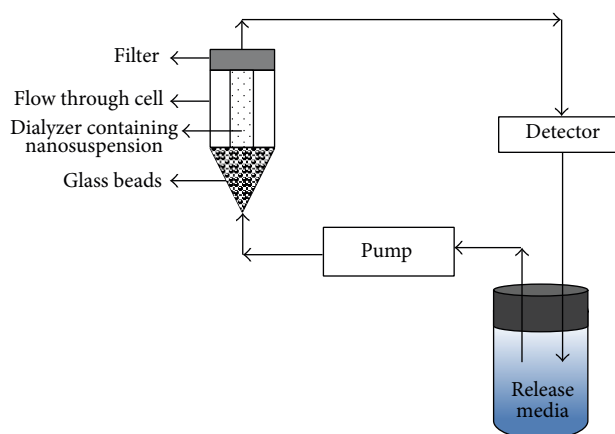 Filter
Flow through cell
Dialyzer containing
nanosuspension
Glass beads
Detector
Pump
Release
media